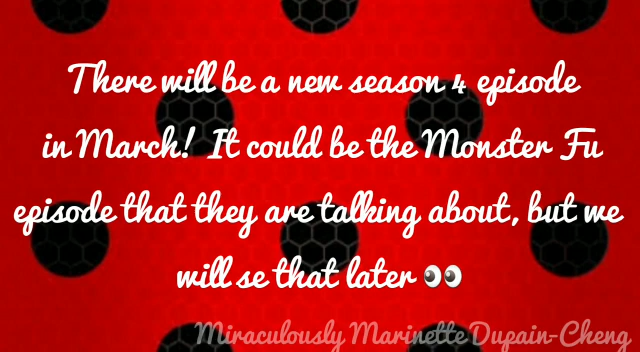 There will be a new season 4 episode
in March! It could be the Monster Fu
episode that they are talking about, but we
will se that later 👀
Miraculously Marinette Dupain-Cheng